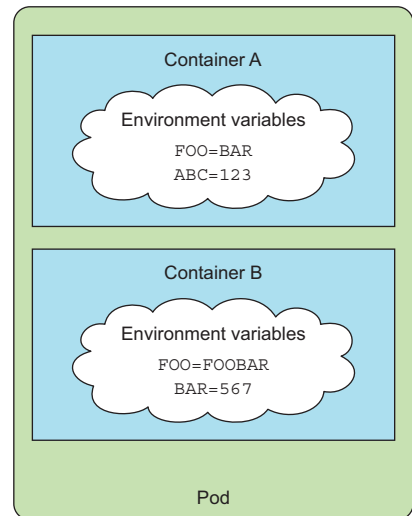 Container A
Environment variables
FOO=BAR
ABC=123
Container B
Environment variables
FOO=FOOBAR
BAR=567
Pod